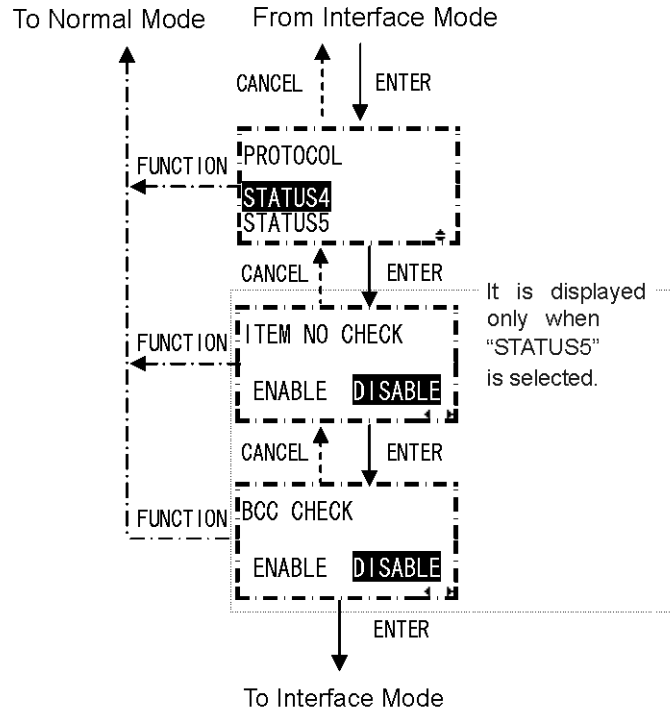 To Normal Mode
From Interface Mode
CANCEL
ENTER
PROTOCOL
FUNCTION
STATUS4
STATUS5
CANCEL
ENTER
It is displayed
only when
“STATUS5”
is selected.
FUNCTION
ITEM NO CHECK
ENABLE DISABLE
CANCEL
ENTER
FUNCTION
BCC CHECK
ENABLE DISABLE
ENTER
To Interface Mode